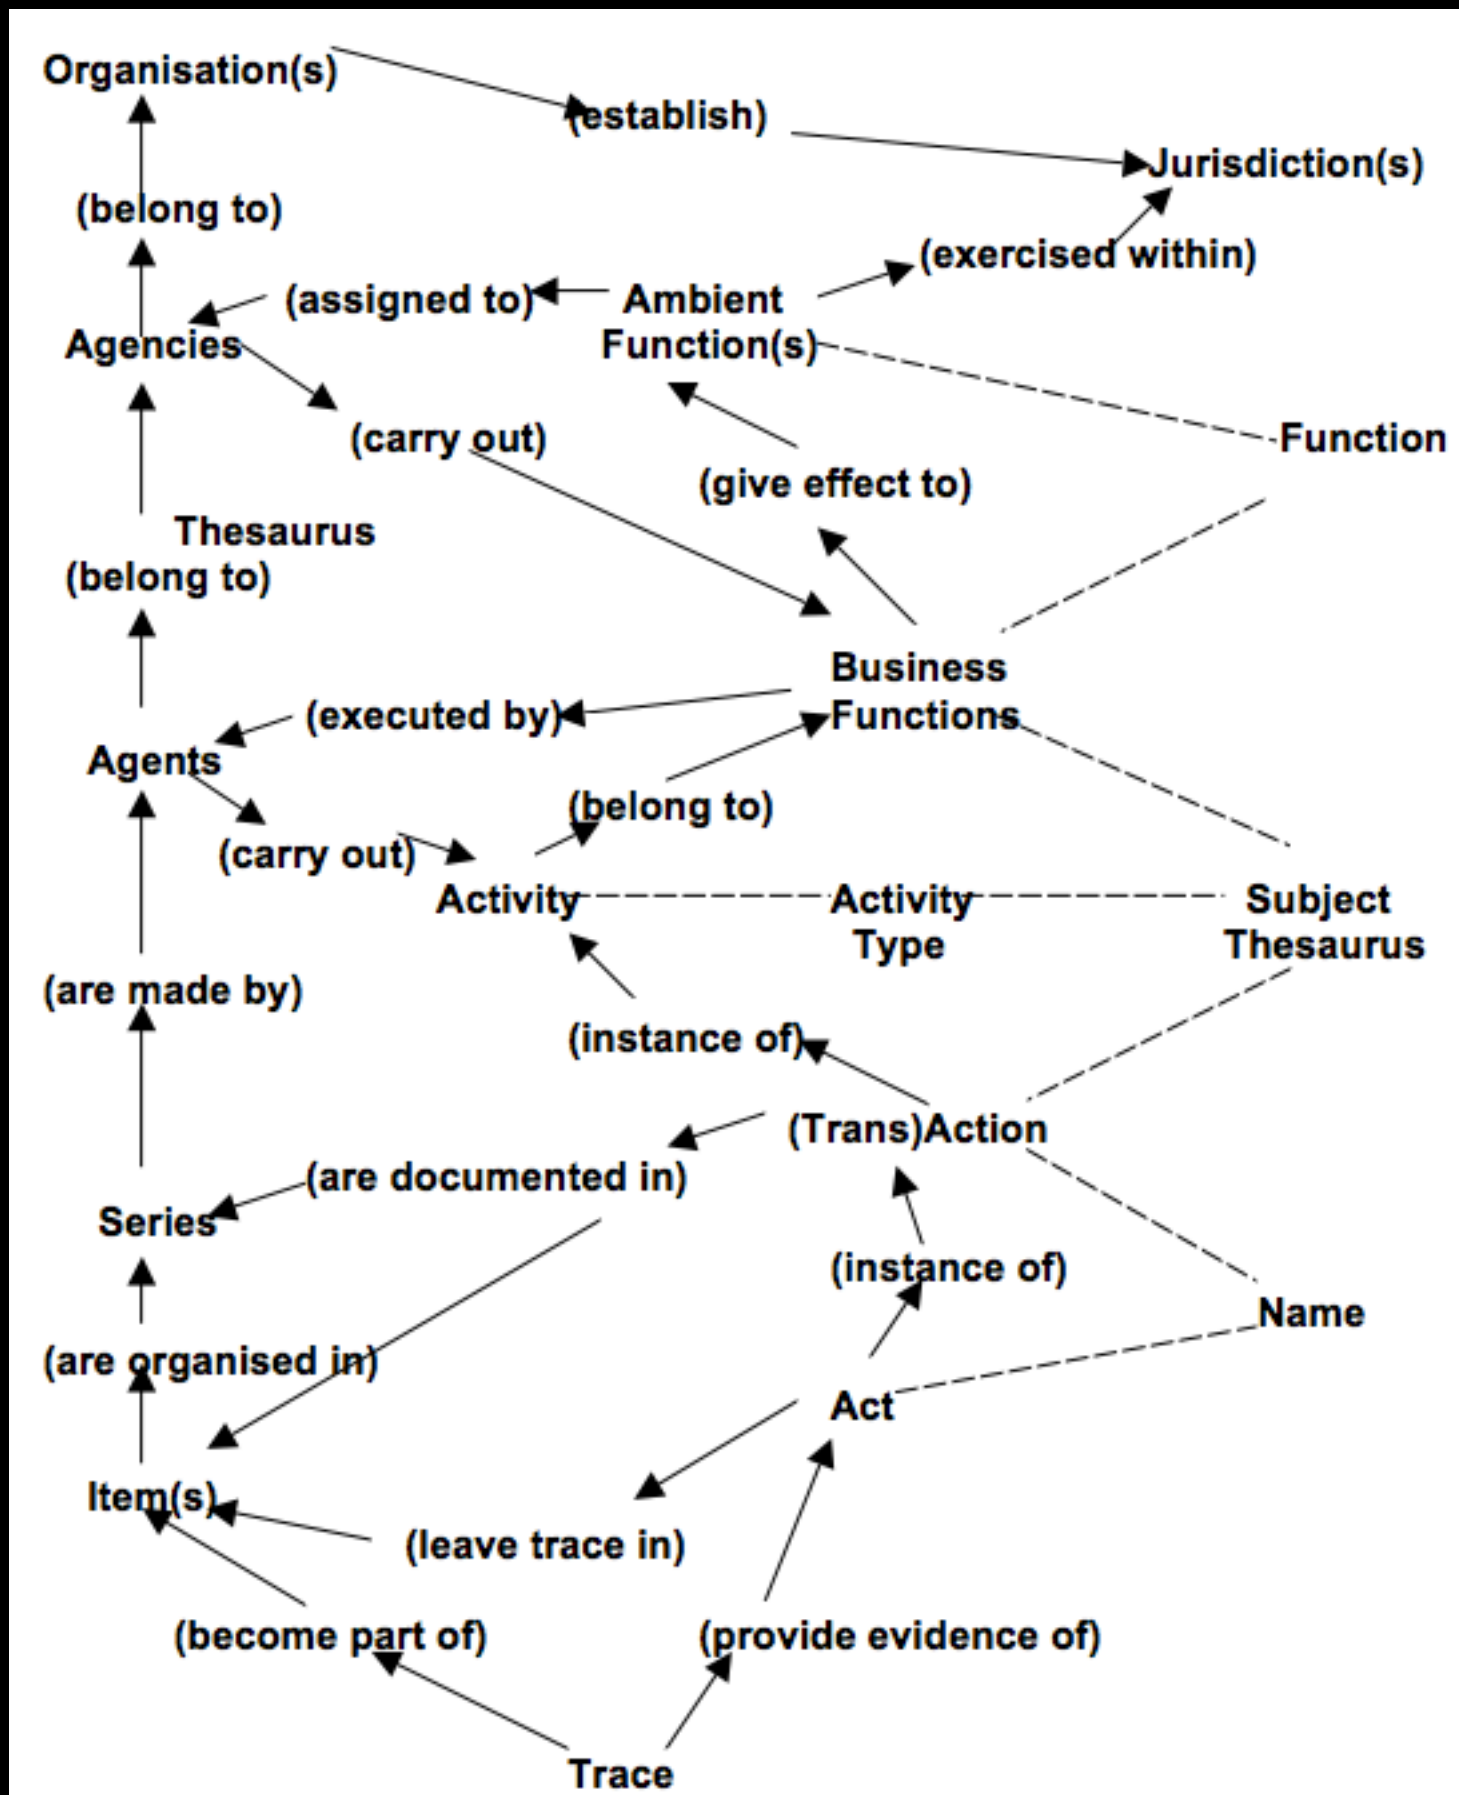 Organisation(s)
(establish)
Jurisdiction(s)
(belong to)
(exercised within)
(assigned to)
Ambient
Function(s)
Agencies
(carry out)
Function
(give effect to)
Thesaurus
(belong to)
Business
Functions
(executed by)
Agents
(belong to)
(carry out)
Activity
Activity
Type
Subject
Thesaurus
(are made by)
(instance of)
(Trans)Action
(are documented in)
Series
(instance of)
Name
(are organised in)
Act
Item(s)
(leave trace in)
(become part of)
(provide evidence of)
Trace